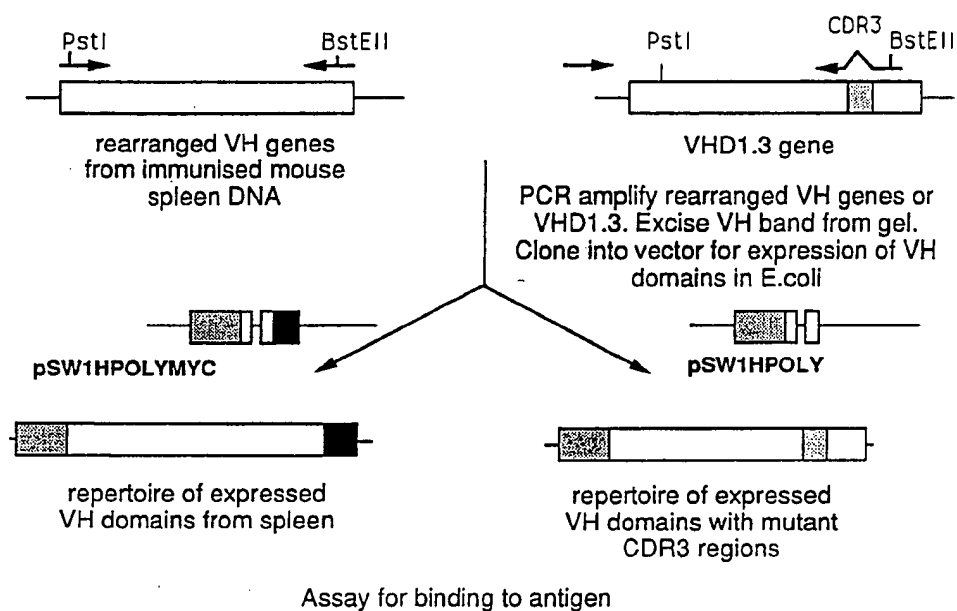 PstI
BstEII
rearranged VH genes
from immunised mouse
spleen DNA
CDR3
PstI
BstEII
VHD1.3 gene
PCR amplify rearranged VH genes or
VHD1.3. Excise VH band from gel.
Clone into vector for expression of VH
domains in E.coli
pSW1HPOLYMYC
pSW1HPOLY
repertoire of expressed
VH domains from spleen
repertoire of expressed
VH domains with mutant
CDR3 regions
Assay for binding to antigen